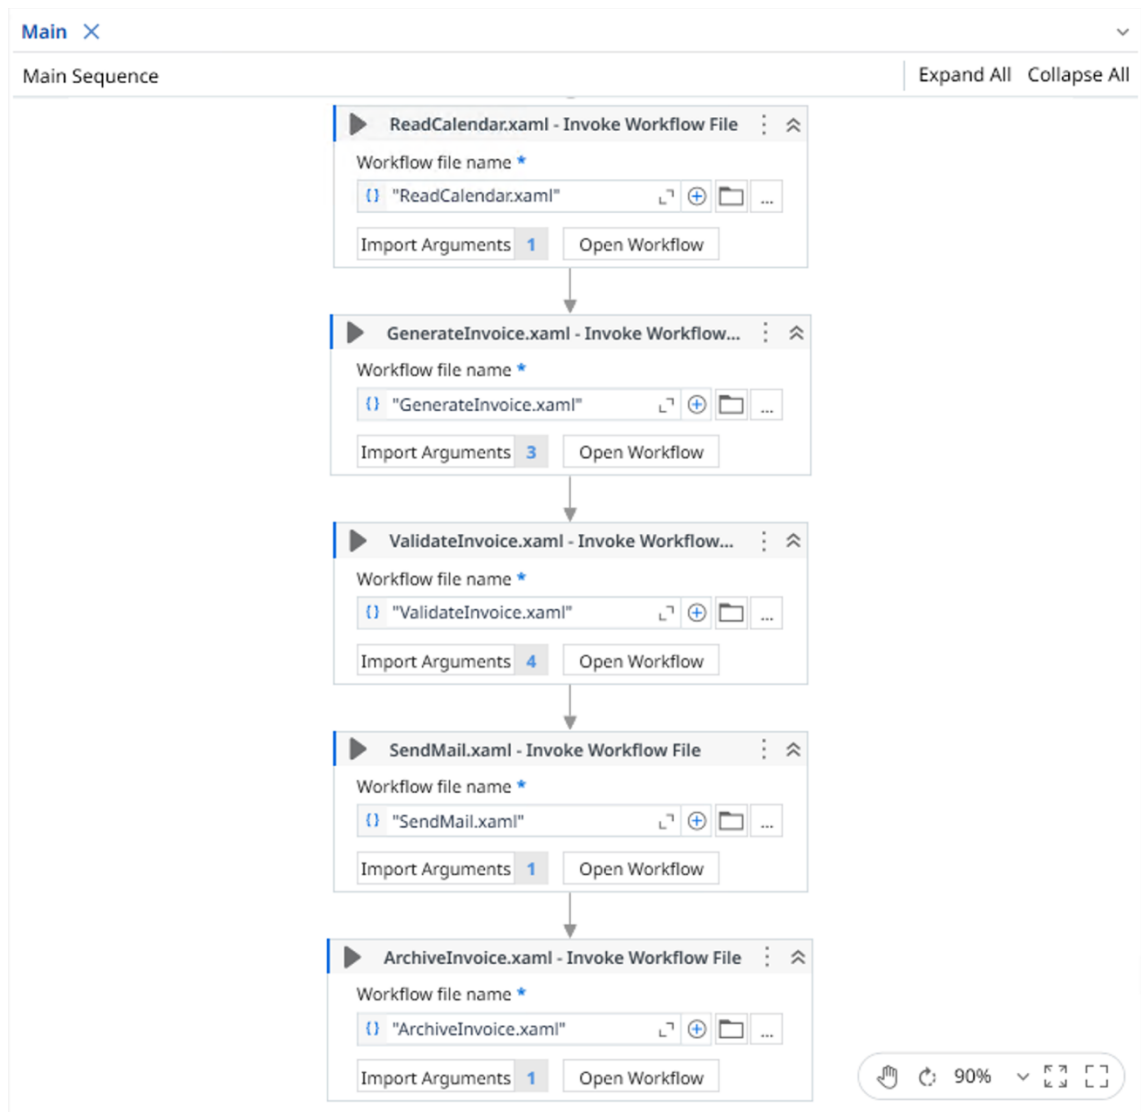 Main
Main Sequence Expand All Collapse All
ReadCalendar.xaml - Invoke Workflow File
Workflow file name *
{} "ReadCalendar.xaml" ...
Import Arguments 1 Open Workflow
GenerateInvoice.xaml - Invoke Workflow...
Workflow file name *
{} "GenerateInvoice.xaml" ...
Import Arguments 3 Open Workflow
ValidateInvoice.xaml - Invoke Workflow...
Workflow file name *
{} "ValidateInvoice.xaml" ...
Import Arguments 4 Open Workflow
SendMail.xaml - Invoke Workflow File
Workflow file name *
{} "SendMail.xaml" ...
Import Arguments 1 Open Workflow
ArchiveInvoice.xaml - Invoke Workflow File
Workflow file name *
{} "ArchiveInvoice.xaml" ...
Import Arguments 1 Open Workflow
90%